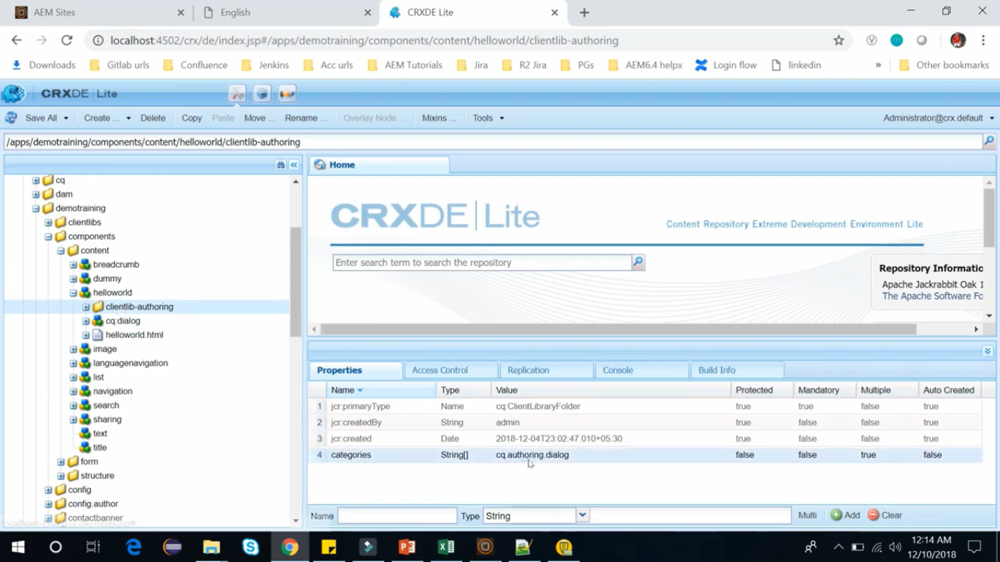 AEM Sites
English
CRXDE Lite
localhost:4502/crx/de/index.jsp#/apps/demotraining/components/content/helloworld/clientlib-authoring
Downloads Gitlab urls Confluence Jenkins Acc urls AEM Tutorials Jira R2 Jira PGs AEM6.4 helpx Login flow linkedin » Other bookmarks
CRXDE | Lite
Save All Create ... Delete Copy Paste Move ... Rename ... Overlay Node ... Mixins ... Tools Administrator@crx.default
/apps/demotraining/components/content/helloworld/clientlib-authoring
cq
dam
demotraining
clientlibs
components
content
breadcrumb
dummy
helloworld
clientlib-authoring
cq:dialog
helloworld.html
image
languagenavigation
list
navigation
search
sharing
text
title
form
structure
config
config.author
contactbanner
Home
CRXDE | Lite
Content Repository Extreme Development Environment Lite
Enter search term to search the repository
Repository Informatio
Apache Jackrabbit Oak 1
The Apache Software Fo
Properties Access Control Replication Console Build Info
Name Type Value Protected Mandatory Multiple Auto Created
1 jcr:primaryType Name cq:ClientLibraryFolder true true false true
2 jcr:createdBy String admin true false false true
3 jcr:created Date 2018-12-04T23:02:47.010+05:30 true false false true
4 categories String[] cq.authoring.dialog false false true false
Name Type String Multi Add Clear
12:14 AM
12/10/2018